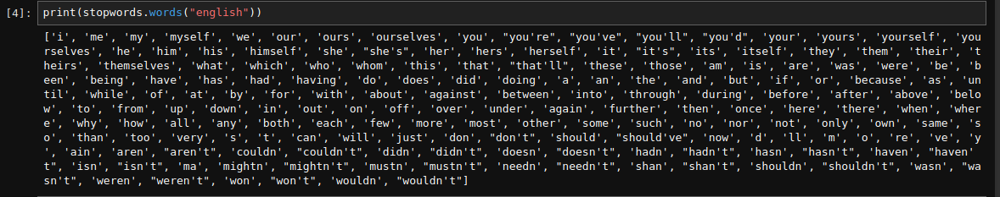 [4]: print(stopwords.words("english"))
['i', 'me', 'my', 'myself', 'we', 'our', 'ours', 'ourselves', 'you', "you're", "you've", "you'll", "you'd", 'your', 'yours', 'yourself', 'you
rselves', 'he', 'him', 'his', 'himself', 'she', "she's", 'her', 'hers', 'herself', 'it', "it's", 'its', 'itself', 'they', 'them', 'their', 't
heirs', 'themselves', 'what', 'which', 'who', 'whom', 'this', 'that', "that'll", 'these', 'those', 'am', 'is', 'are', 'was', 'were', 'be', 'b
een', 'being', 'have', 'has', 'had', 'having', 'do', 'does', 'did', 'doing', 'a', 'an', 'the', 'and', 'but', 'if', 'or', 'because', 'as', 'un
til', 'while', 'of', 'at', 'by', 'for', 'with', 'about', 'against', 'between', 'into', 'through', 'during', 'before', 'after', 'above', 'belo
w', 'to', 'from', 'up', 'down', 'in', 'out', 'on', 'off', 'over', 'under', 'again', 'further', 'then', 'once', 'here', 'there', 'when', 'wher
e', 'why', 'how', 'all', 'any', 'both', 'each', 'few', 'more', 'most', 'other', 'some', 'such', 'no', 'nor', 'not', 'only', 'own', 'same', 's
o', 'than', 'too', 'very', 's', 't', 'can', 'will', 'just', 'don', "don't", 'should', "should've", 'now', 'd', 'll', 'm', 'o', 're', 've', 'y
', 'ain', 'aren', "aren't", 'couldn', "couldn't", 'didn', "didn't", 'doesn', "doesn't", 'hadn', "hadn't", 'hasn', "hasn't", 'haven', "haven'
t", 'isn', "isn't", 'ma', 'mightn', "mightn't", 'mustn', "mustn't", 'needn', "needn't", 'shan', "shan't", 'shouldn', "shouldn't", 'wasn', "wa
sn't", 'weren', "weren't", 'won', "won't", 'wouldn', "wouldn't"]